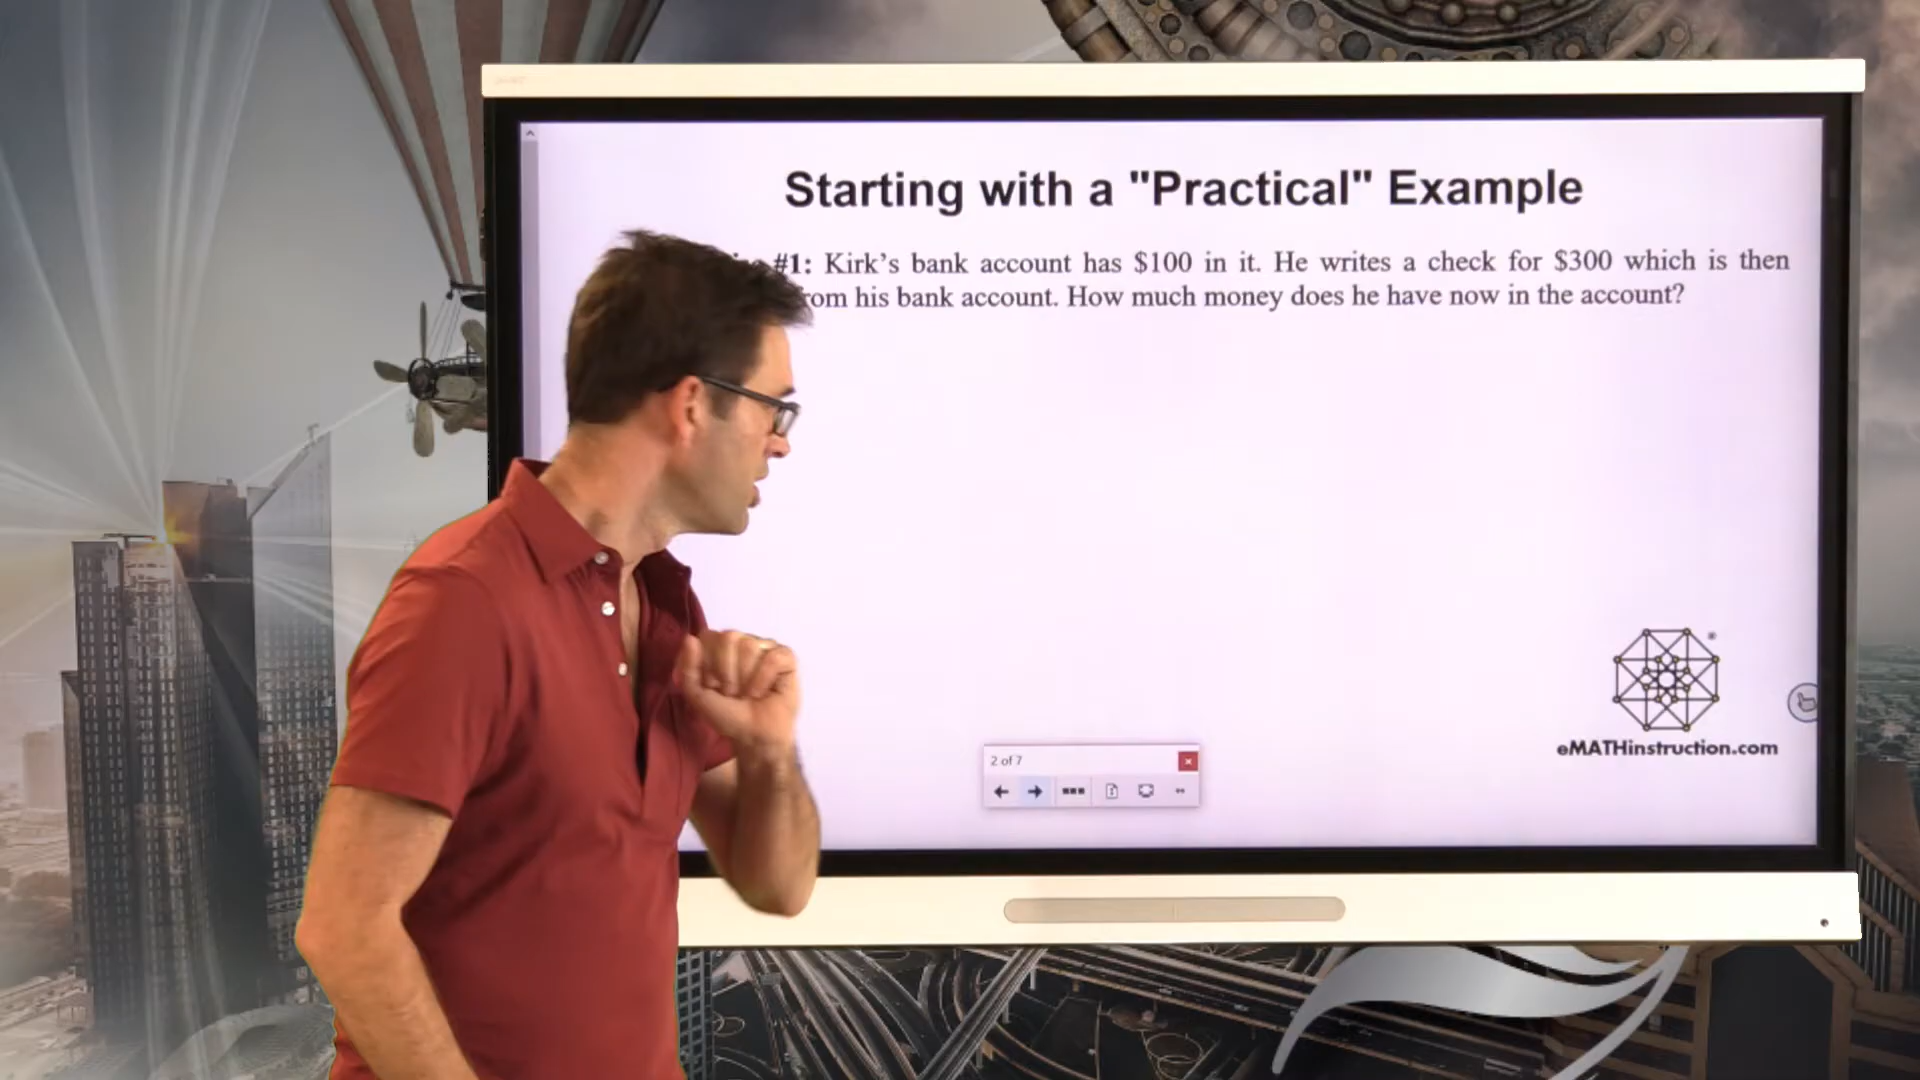 Starting with a "Practical" Example
#1: Kirk's bank account has $100 in it. He writes a check for $300 which is then
from his bank account. How much money does he have now in the account?
eMATHinstruction.com
2 of 7